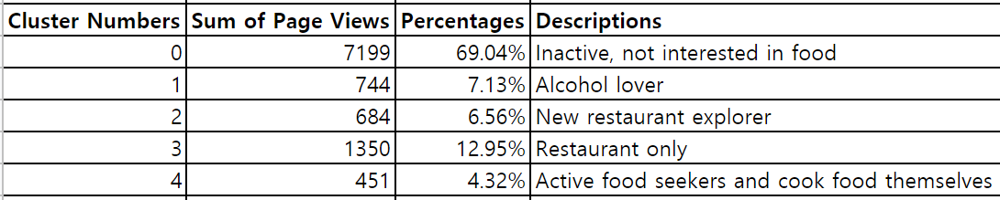 Cluster Numbers Sum of Page Views Percentages Descriptions
0 7199 69.04% Inactive, not interested in food
1 744 7.13% Alcohol lover
2 684 6.56% New restaurant explorer
3 1350 12.95% Restaurant only
4 451 4.32% Active food seekers and cook food themselves